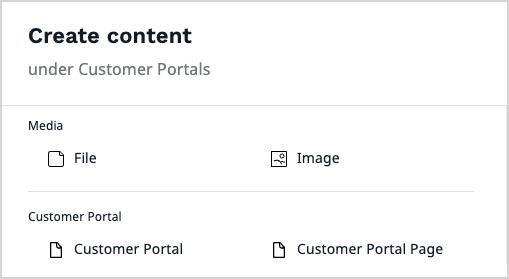 Create content
under Customer Portals
Media
File
Image
Customer Portal
Customer Portal
Customer Portal Page